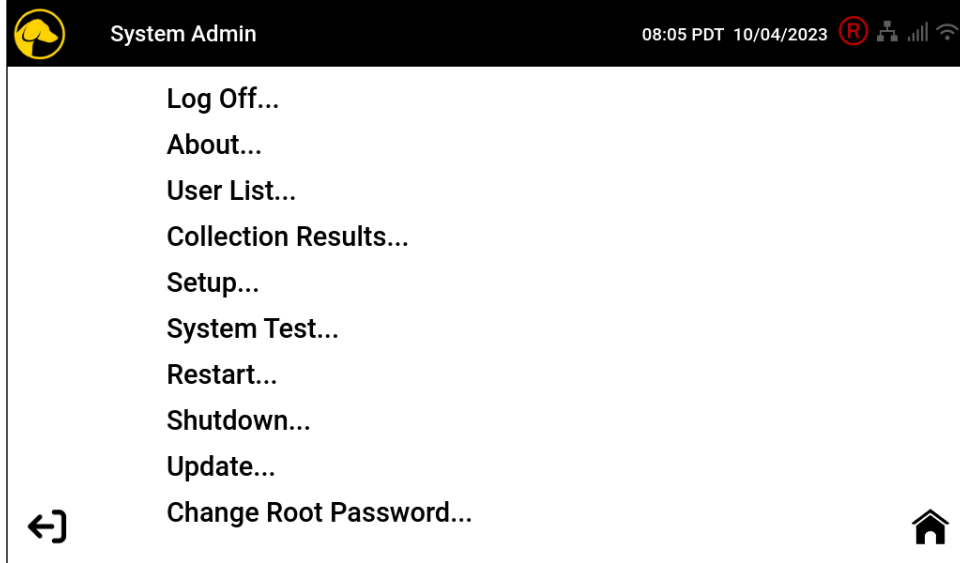 System Admin 08:05 PDT 10/04/2023 R
Log Off...
About...
User List...
Collection Results...
Setup...
System Test...
Restart...
Shutdown...
Update...
Change Root Password...